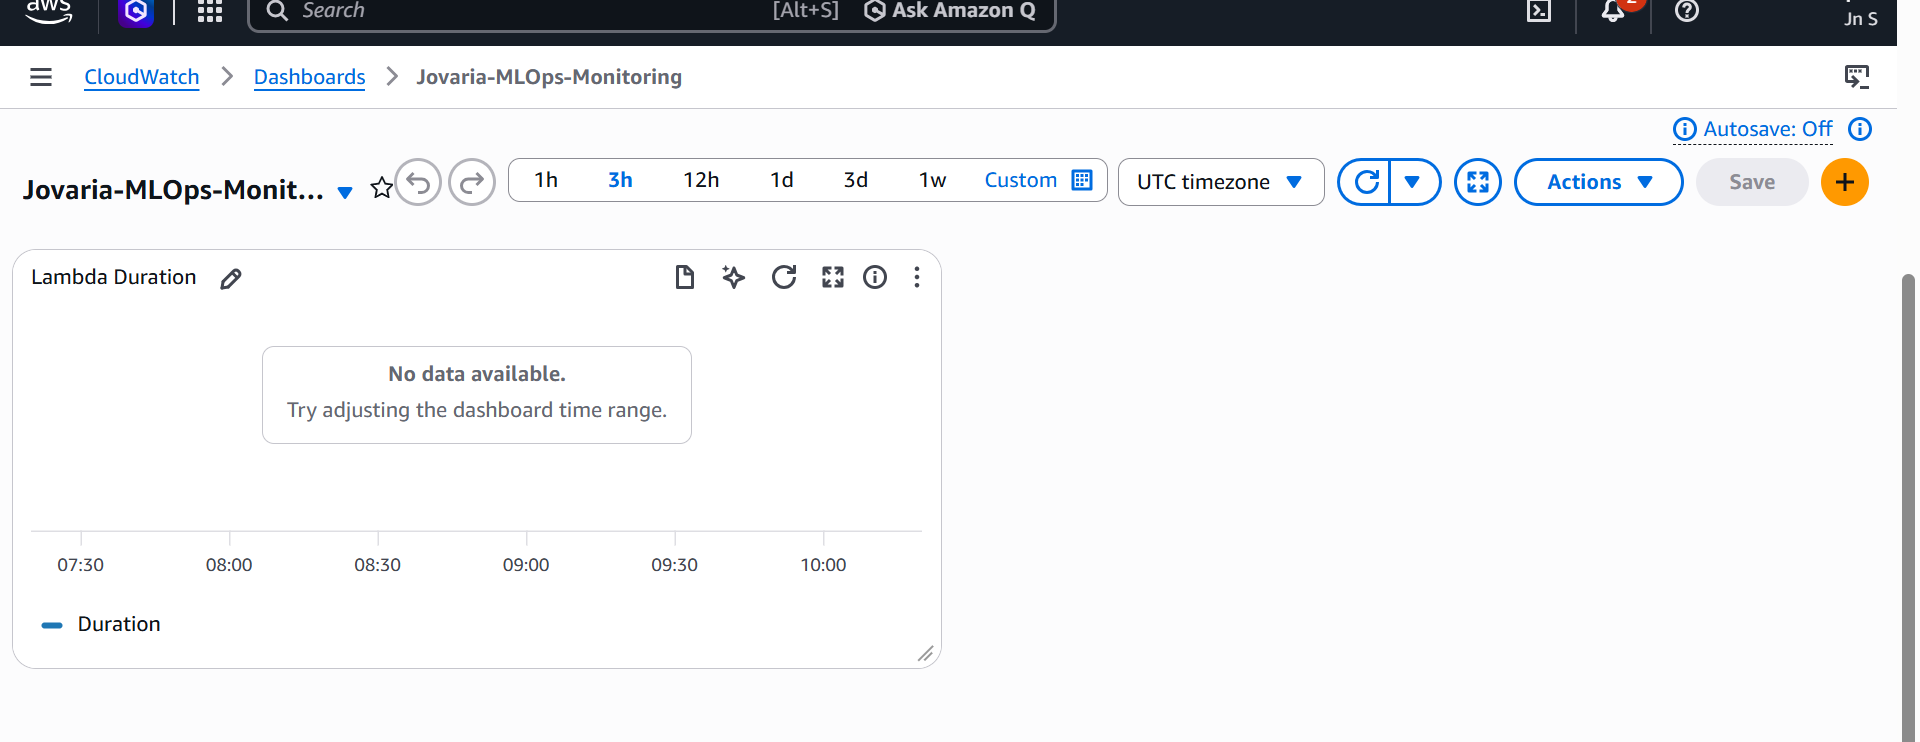 aws
Search [Alt+S] Ask Amazon Q
2
Jn S
CloudWatch Dashboards Jovaria-MLOps-Monitoring
Autosave: Off
Jovaria-MLOps-Monit... 1h 3h 12h 1d 3d 1w Custom UTC timezone Actions Save
Lambda Duration
No data available.
Try adjusting the dashboard time range.
07:30 08:00 08:30 09:00 09:30 10:00
Duration